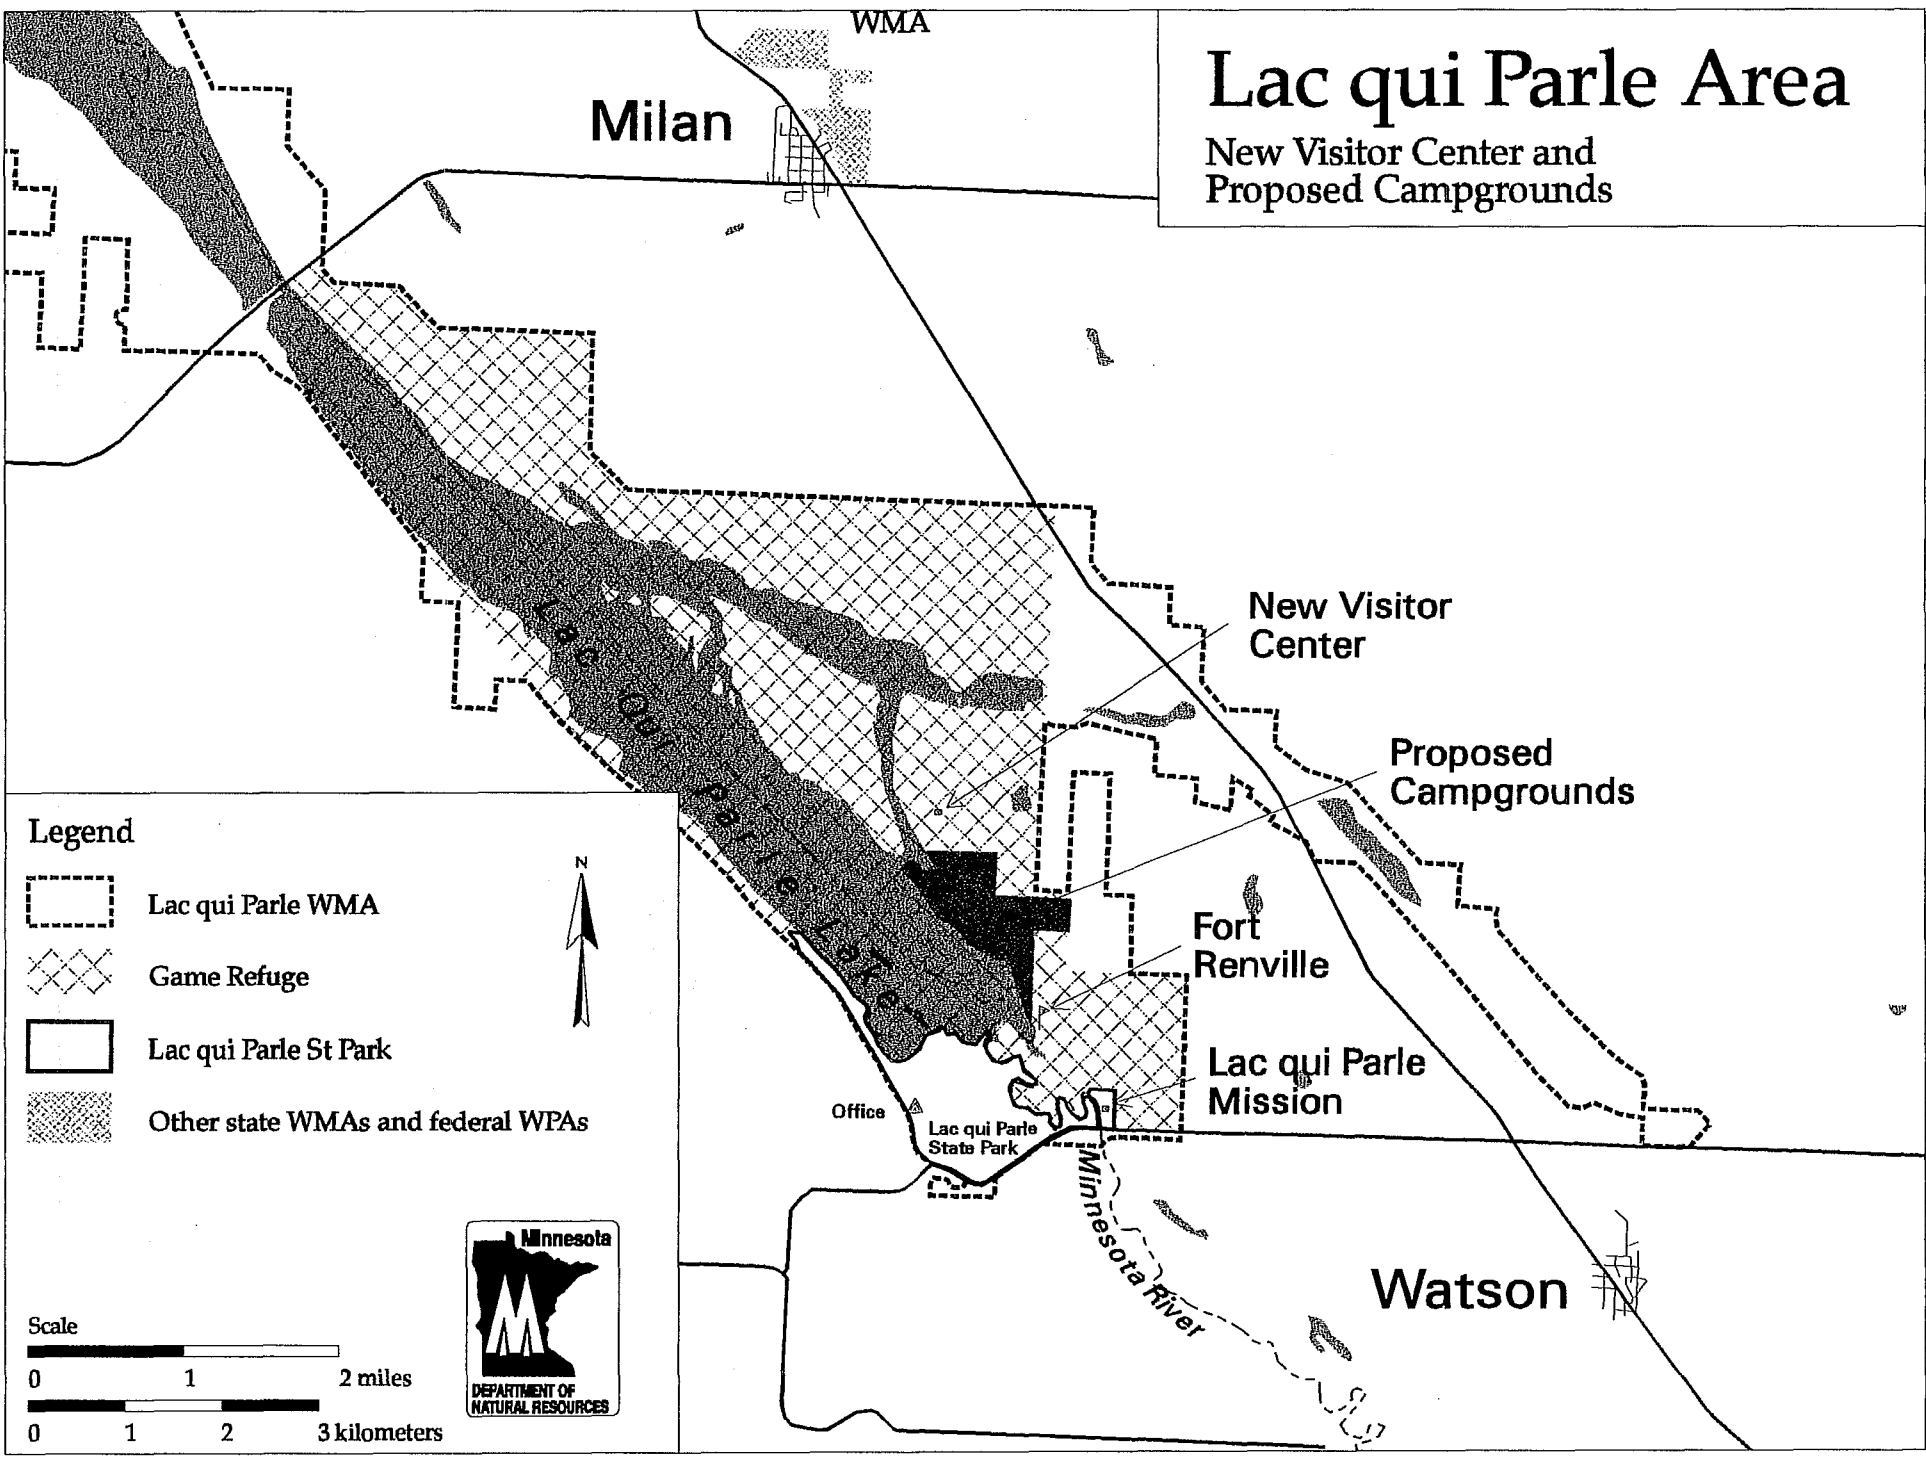 WMA
Lac qui Parle Area
New Visitor Center and
Proposed Campgrounds
Milan
New Visitor
Center
Lac Qui Parle Lake
Proposed
Campgrounds
Fort
Renville
Lac qui Parle
Mission
Office
Lac qui Parle
State Park
Minnesota River
Watson
Legend
N
Lac qui Parle WMA
Game Refuge
Lac qui Parle St Park
Other state WMAs and federal WPAs
Scale
0 1 2 miles
0 1 2 3 kilometers
Minnesota
DEPARTMENT OF
NATURAL RESOURCES